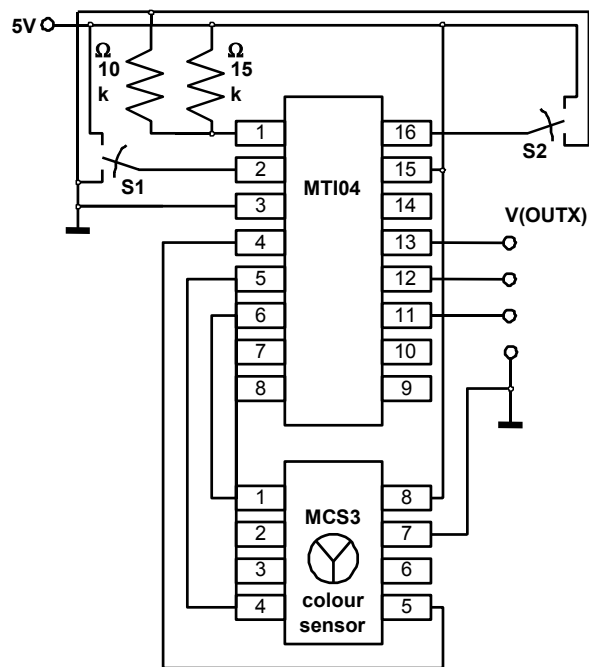 5V
Ω Ω
10 15
k k
S1
S2
MTI04
1 16
2 15
3 14
4 13
5 12
6 11
7 10
8 9
V(OUTX)
MCS3
1 8
2 7
3 6
4 5
colour
sensor